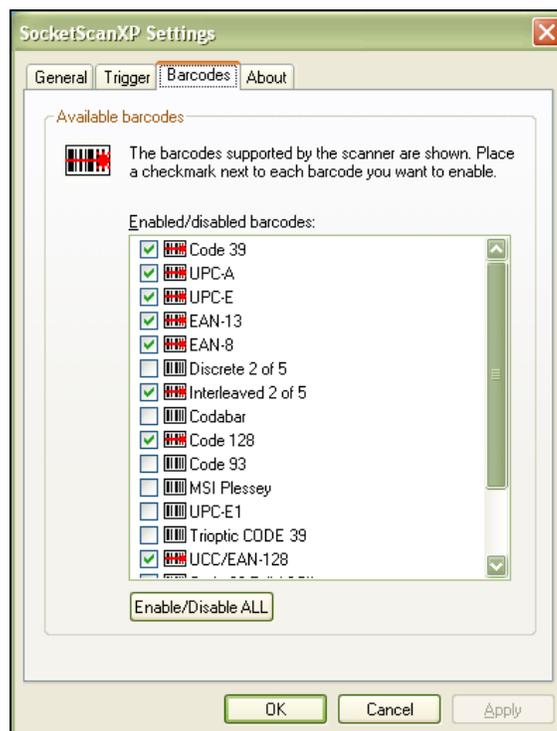 SocketScanXP Settings
General Trigger Barcodes About
Available barcodes
The barcodes supported by the scanner are shown. Place
a checkmark next to each barcode you want to enable.
Enabled/disabled barcodes:
Code 39
UPC-A
UPC-E
EAN-13
EAN-8
Discrete 2 of 5
Interleaved 2 of 5
Codabar
Code 128
Code 93
MSI Plessey
UPC-E1
Trioptic CODE 39
UCC/EAN-128
Enable/Disable ALL
OK Cancel Apply